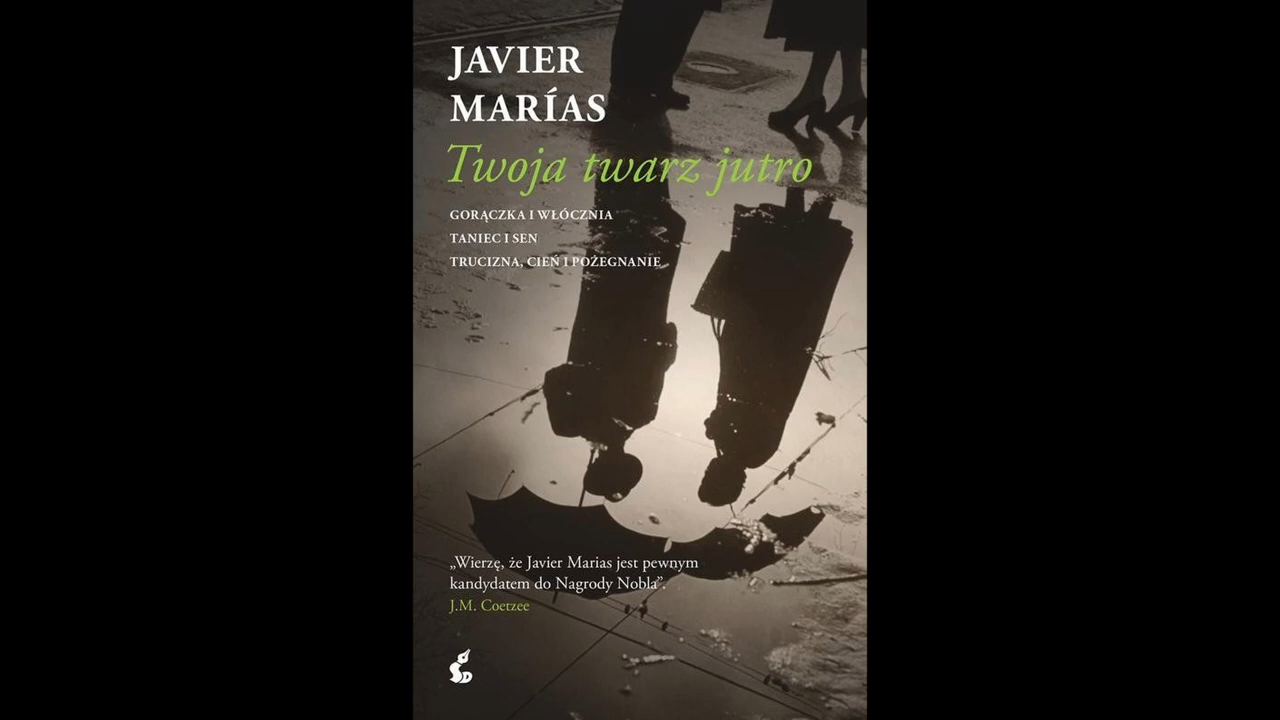 JAVIER
MARÍAS
Twoja twarz jutro
GORĄCZKA I WŁÓCZNIA
TANIEC I SEN
TRUCIZNA, CIEŃ I POŻEGNANIE
„Wierzę, że Javier Marias jest pewnym
kandydatem do Nagrody Nobla”.
J.M. Coetzee
SD